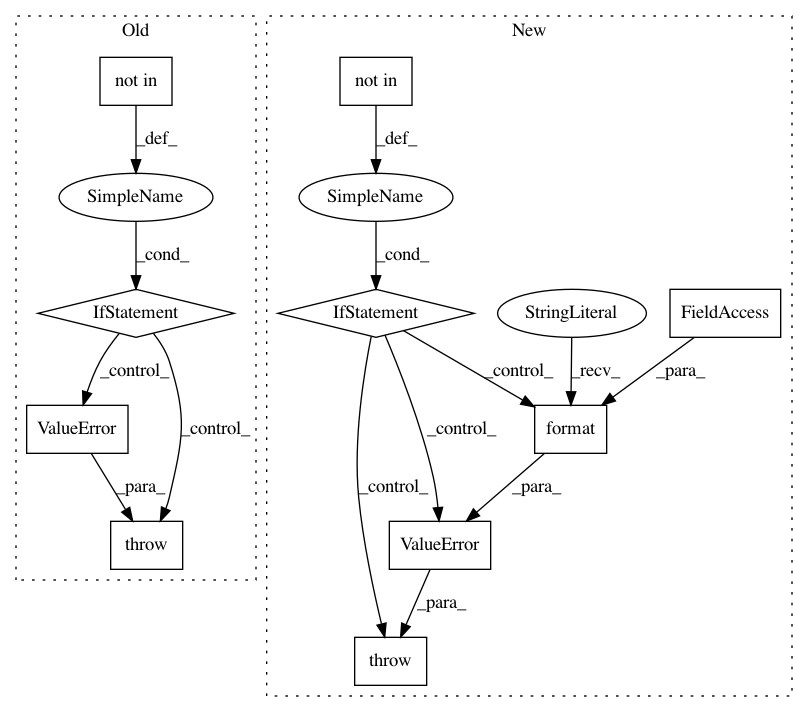 Old
New
not in
not in
_def_
_def_
SimpleName
SimpleName
_cond_
_cond_
IfStatement
IfStatement
StringLiteral
FieldAccess
_control_
_control_
_recv_
_para_
ValueError
_control_
_control_
format
_para_
_control_
_para_
throw
ValueError
_para_
throw